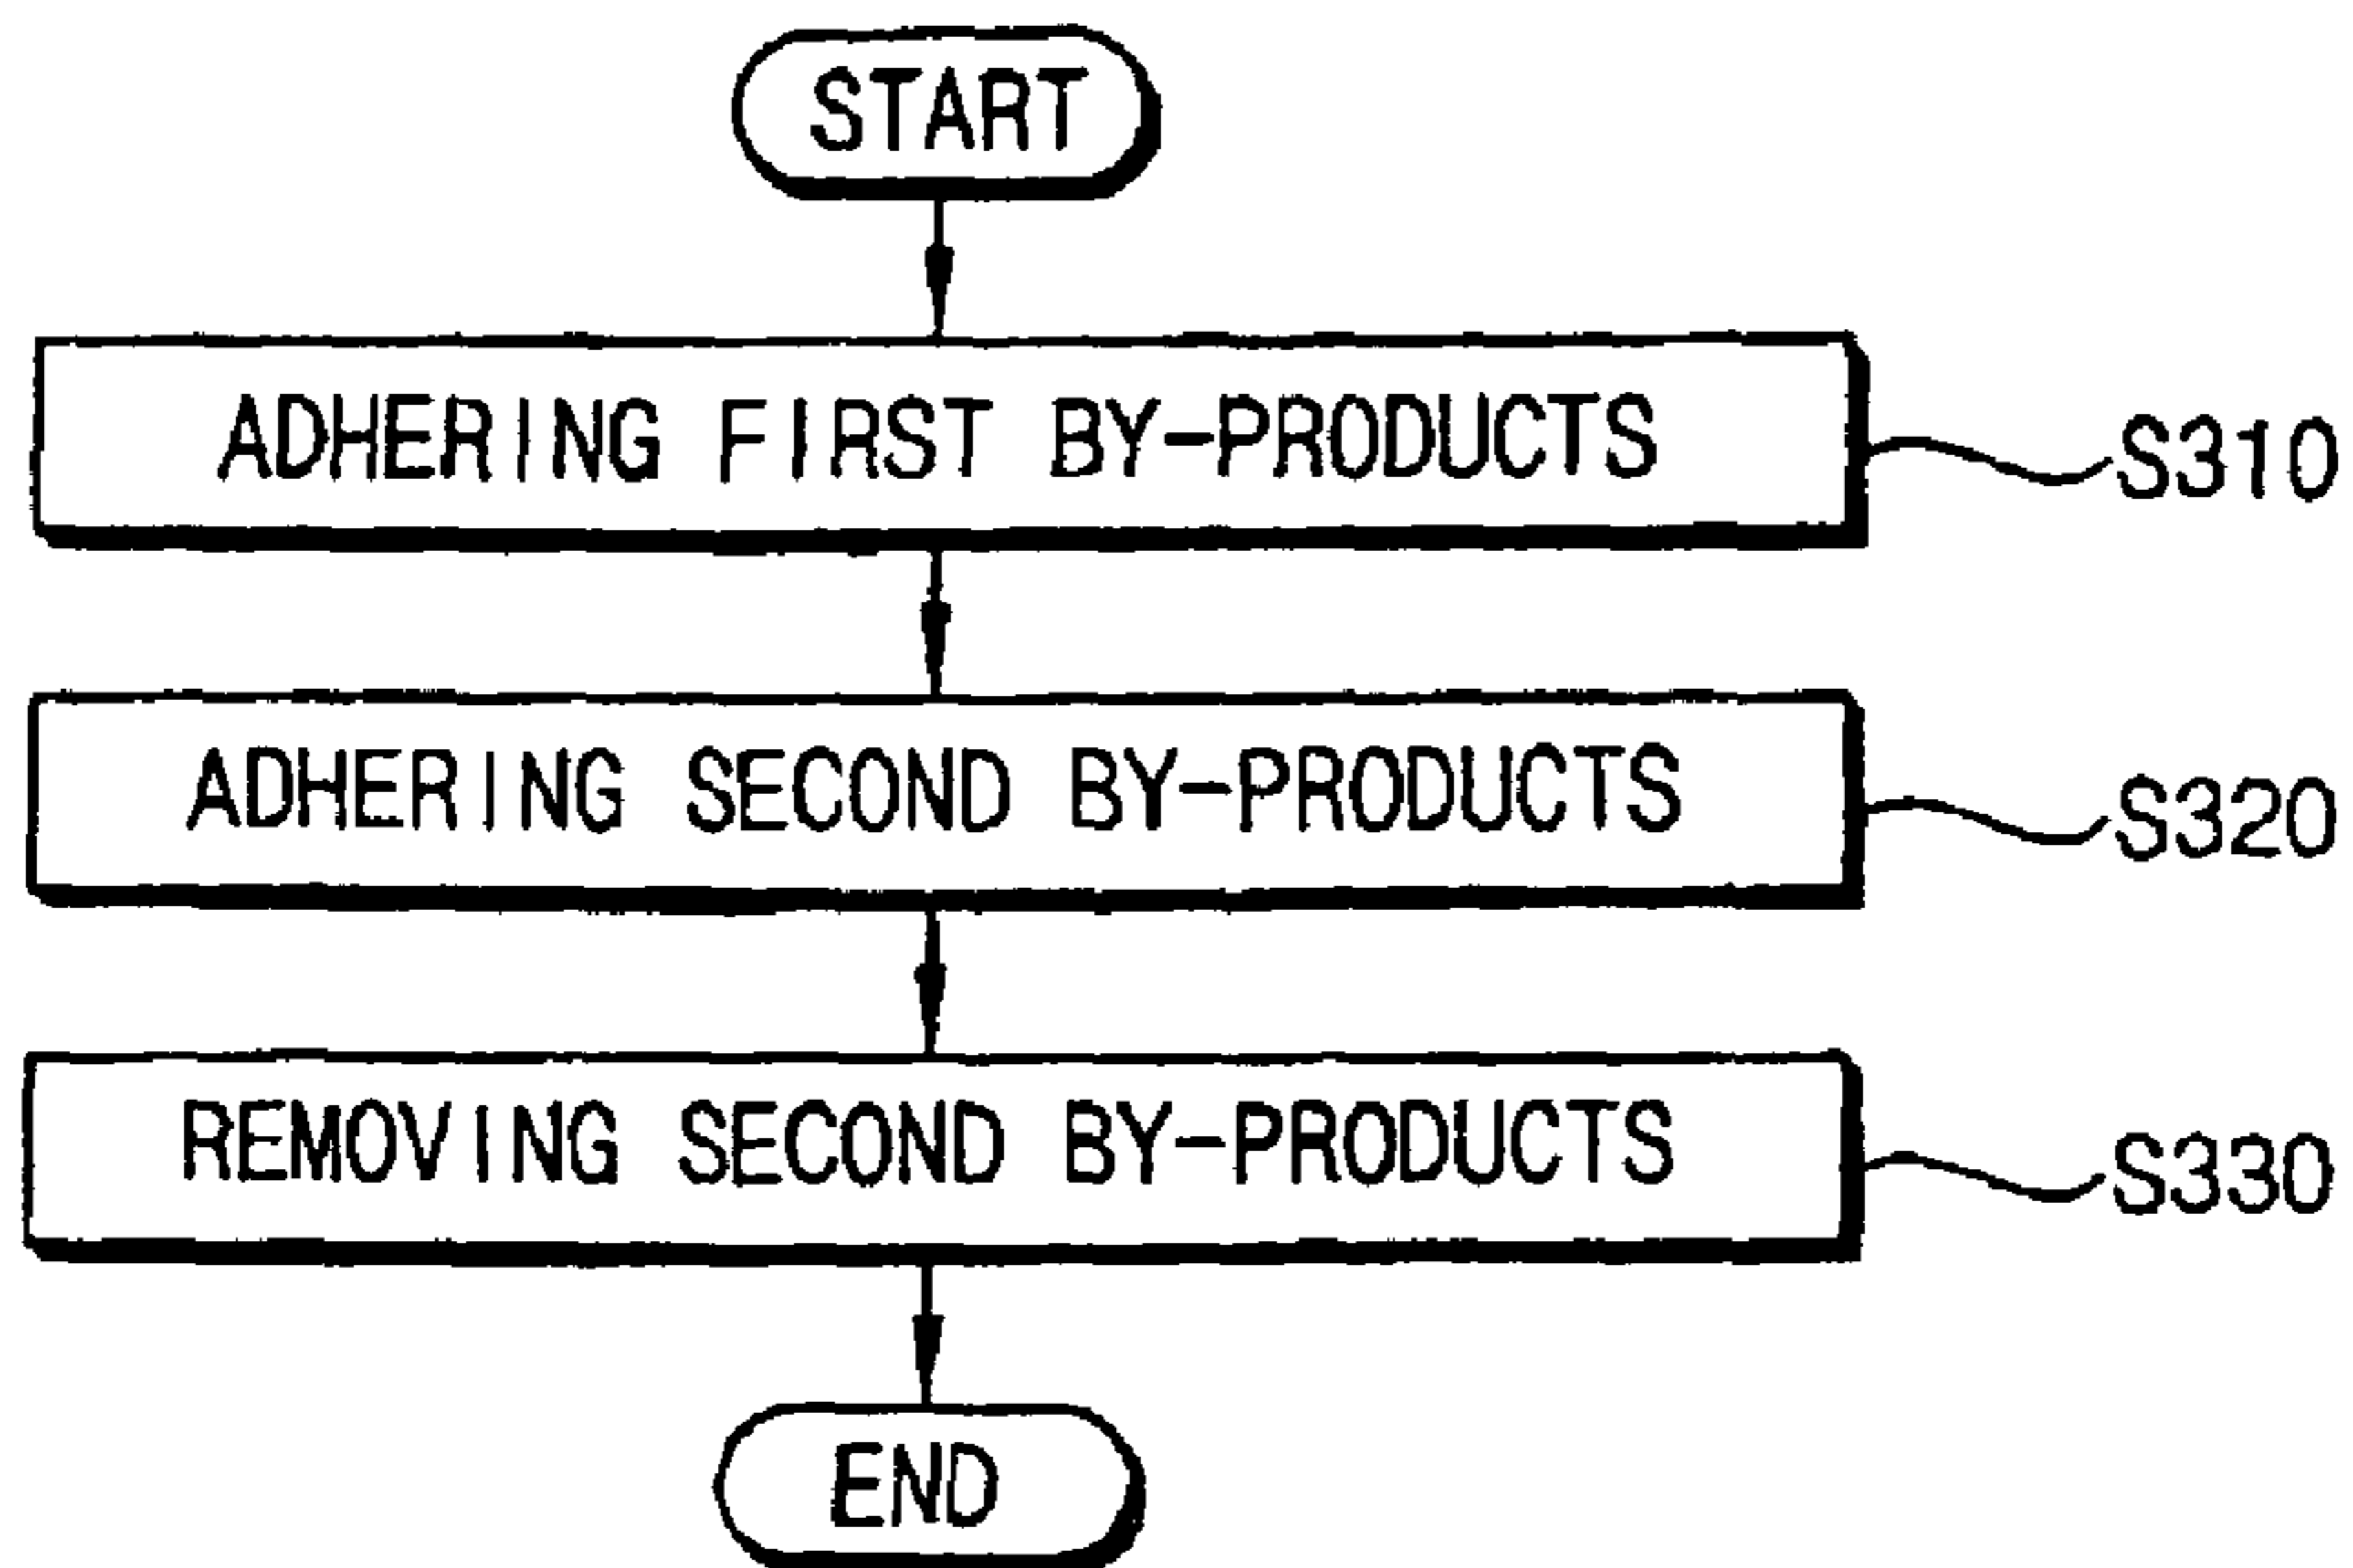 START
ADHERING FIRST BY-PRODUCTS
S310
ADHERING SECOND BY-PRODUCTS
S320
REMOVING SECOND BY-PRODUCTS
S330
END